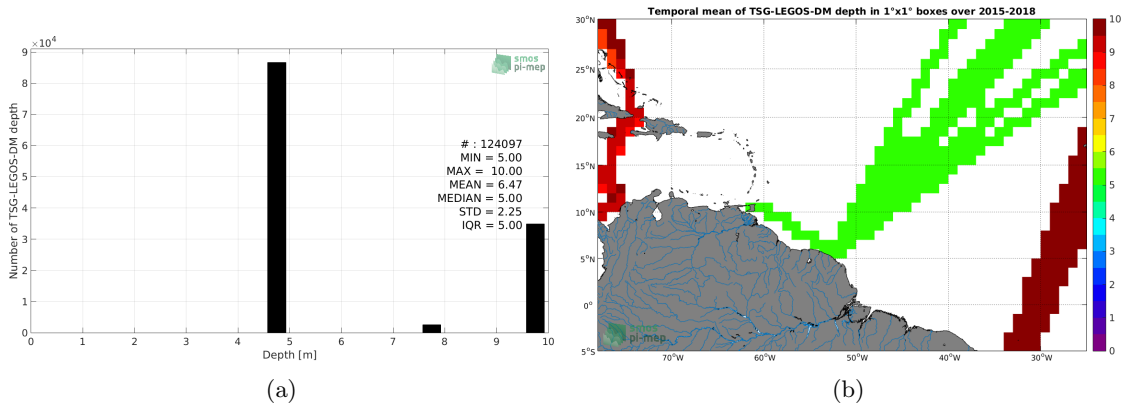 ×10⁴
9
8
7
6
5
4
3
2
1
0
Number of TSG-LEGOS-DM depth
smos
pi-mep
# : 124097
MIN = 5.00
MAX = 10.00
MEAN = 6.47
MEDIAN = 5.00
STD = 2.25
IQR = 5.00
0 1 2 3 4 5 6 7 8 9 10
Depth [m]
(a)
Temporal mean of TSG-LEGOS-DM depth in 1°x1° boxes over 2015-2018
30°N
25°N
20°N
15°N
10°N
5°N
0°
5°S
smos
pi-mep
70°W 60°W 50°W 40°W 30°W
10
9
8
7
6
5
4
3
2
1
0
(b)